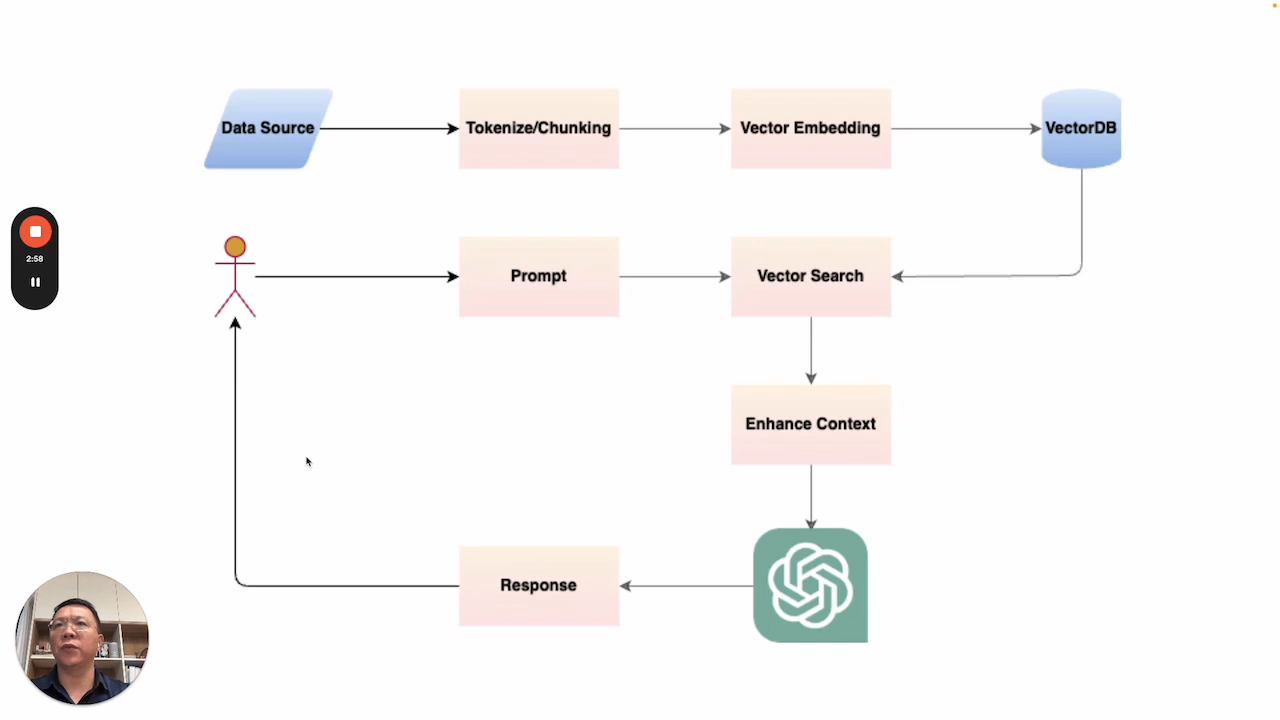 Data Source
Tokenize/Chunking
Vector Embedding
VectorDB
Prompt
Vector Search
2:58
Enhance Context
Response